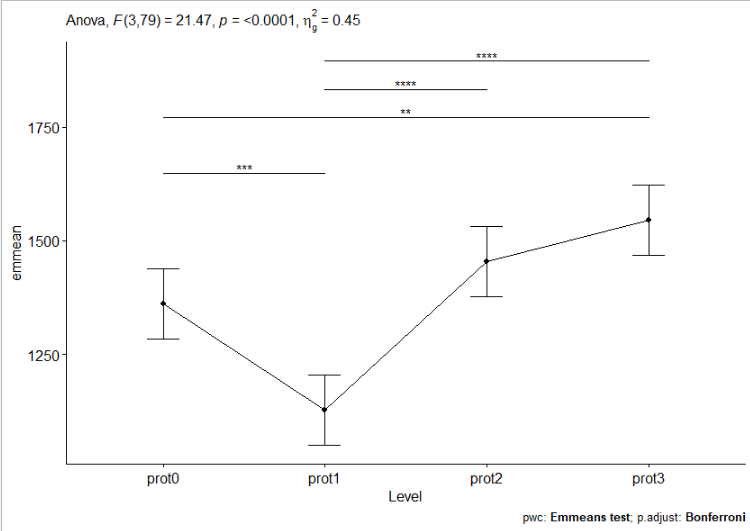 Anova, F(3,79) = 21.47, p = <0.0001, η²g = 0.45
****
****
**
***
1750
1500
1250
emmean
prot0 prot1 prot2 prot3
Level
pwc: Emmeans test; p.adjust: Bonferroni